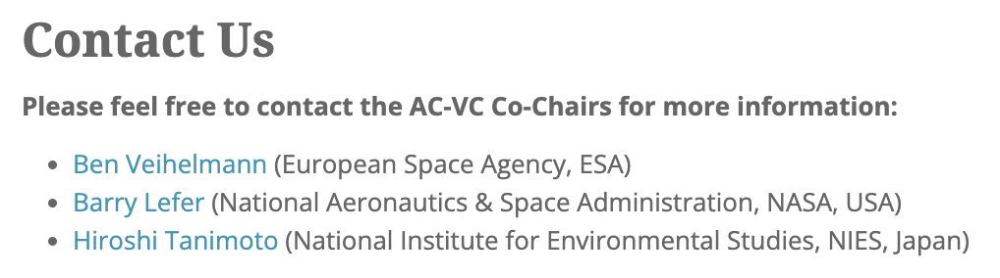 Contact Us
Please feel free to contact the AC-VC Co-Chairs for more information:
• Ben Veihelmann (European Space Agency, ESA)
• Barry Lefer (National Aeronautics & Space Administration, NASA, USA)
• Hiroshi Tanimoto (National Institute for Environmental Studies, NIES, Japan)